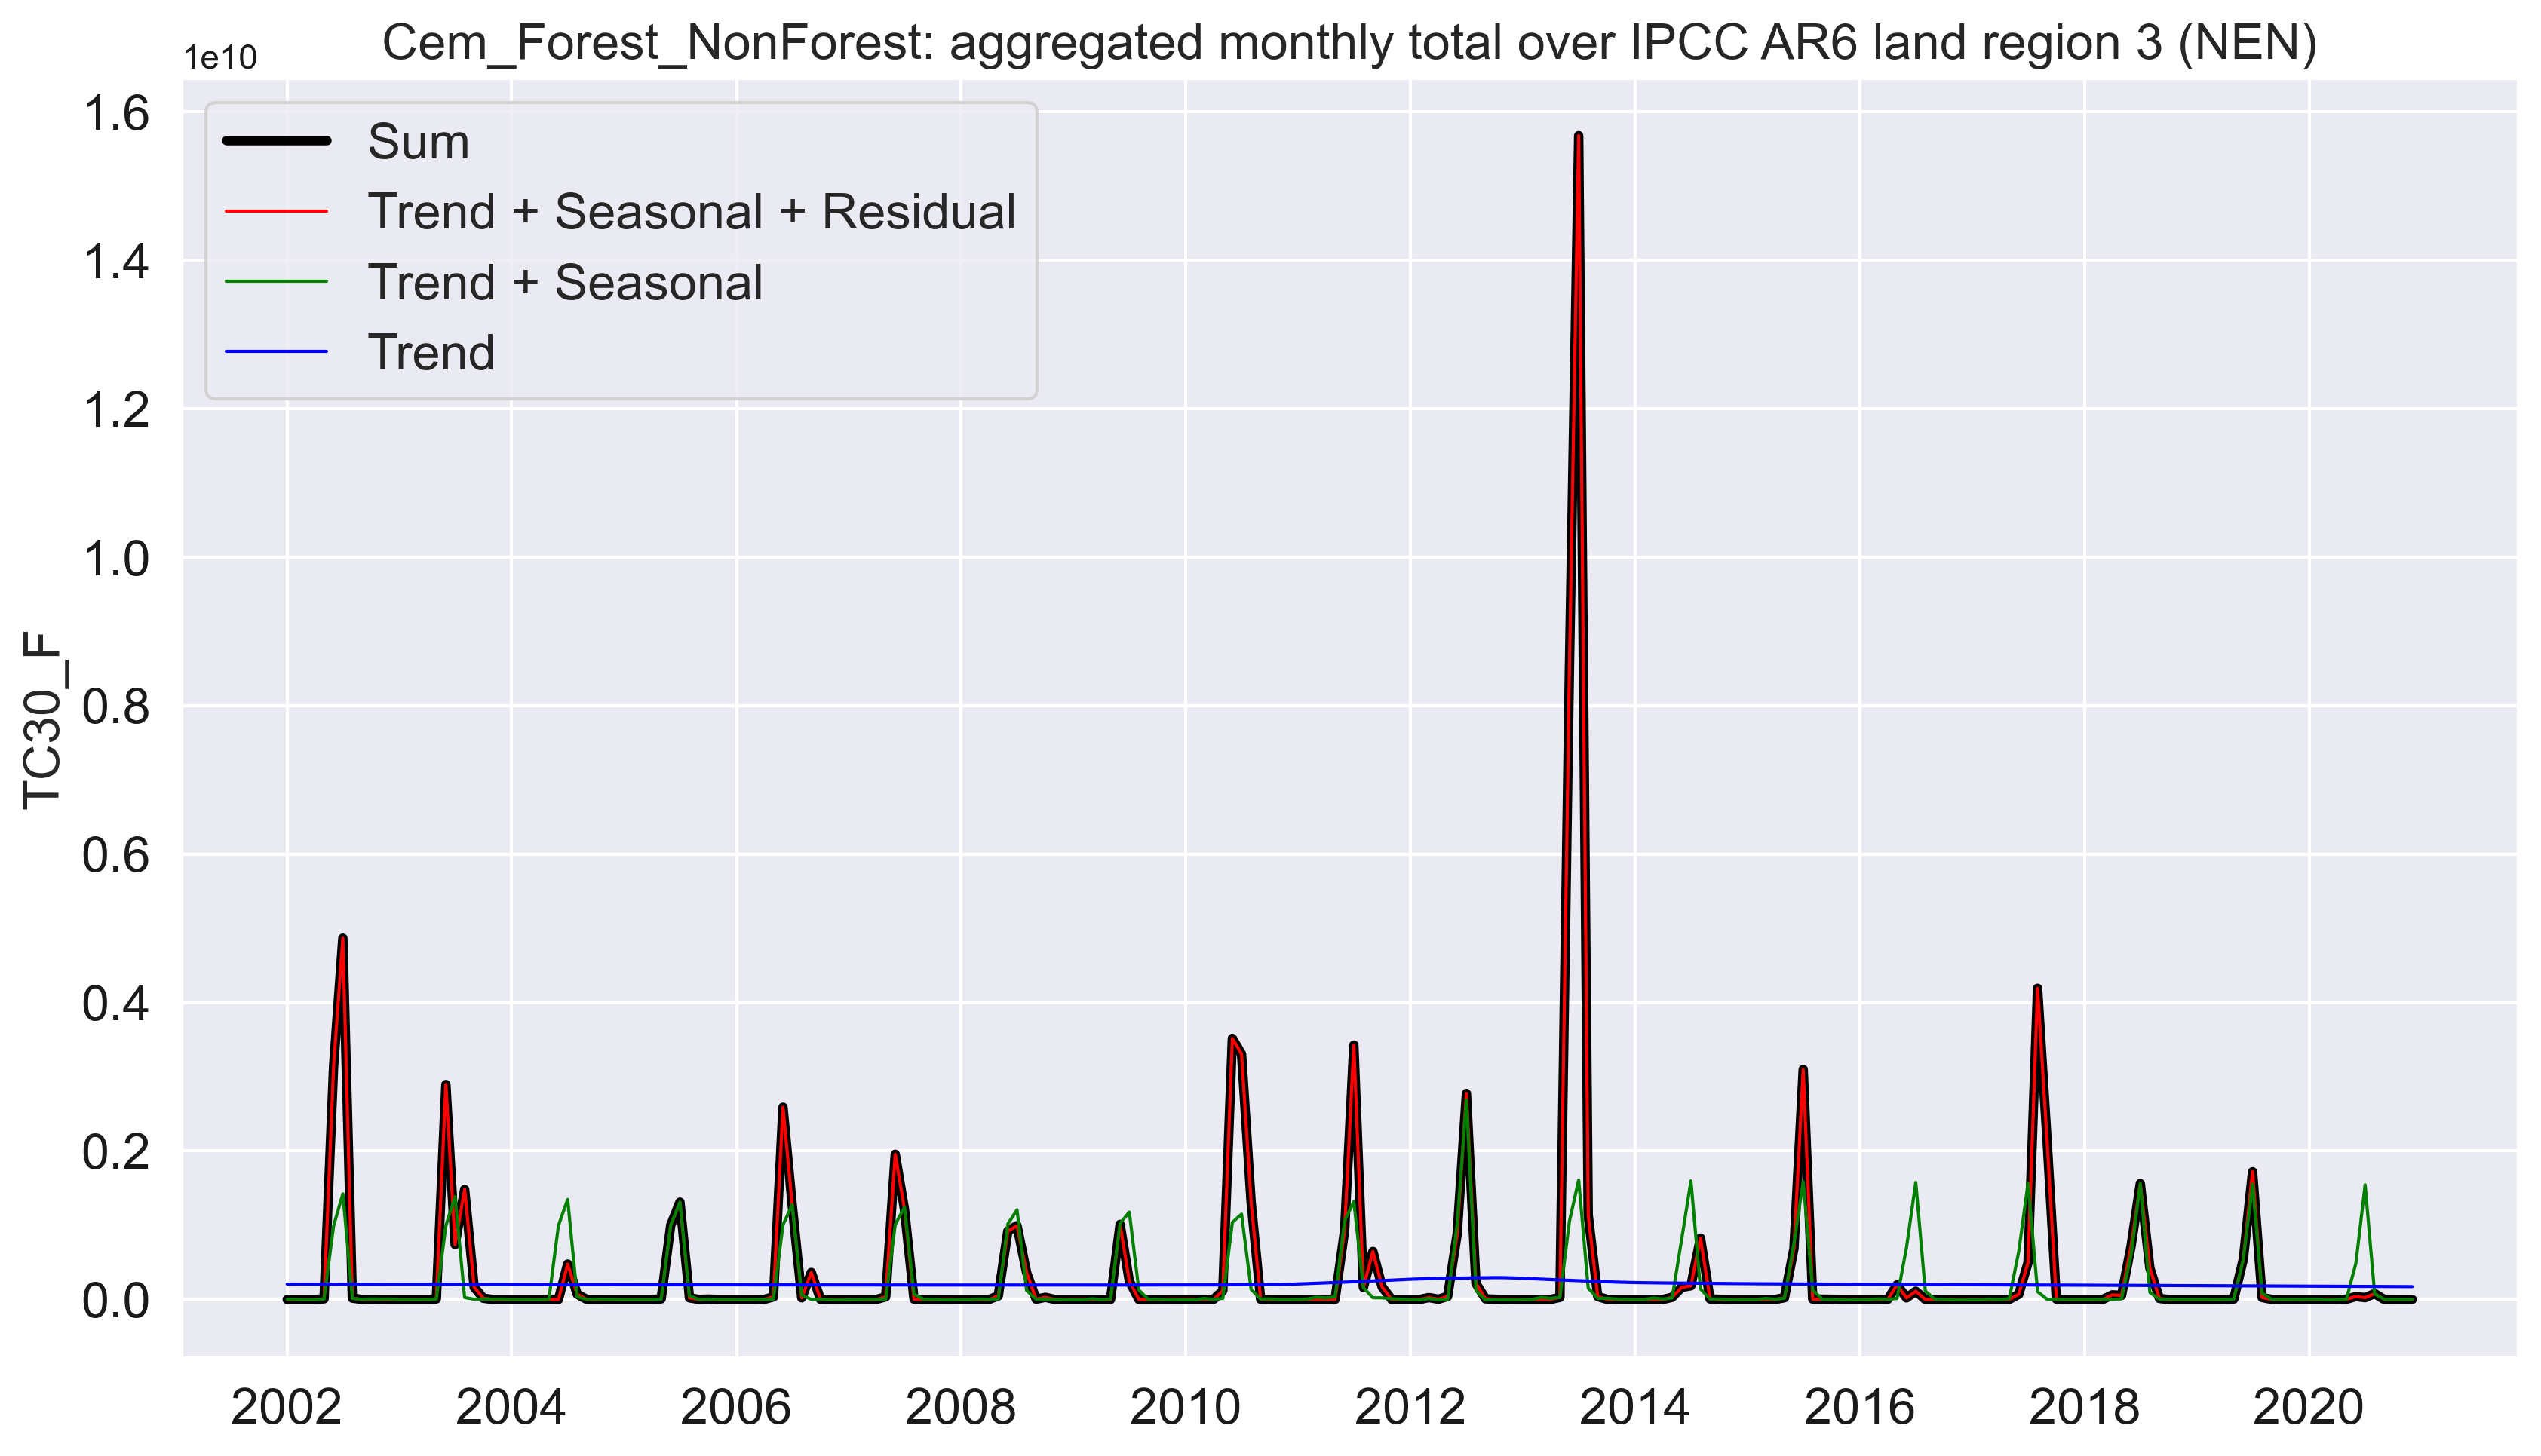 Cem_Forest_NonForest: aggregated monthly total over IPCC AR6 land region 3 (NEN)
1e10
1.6
1.4
1.2
1.0
0.8
0.6
0.4
0.2
0.0
TC30_F
Sum
Trend + Seasonal + Residual
Trend + Seasonal
Trend
2002 2004 2006 2008 2010 2012 2014 2016 2018 2020